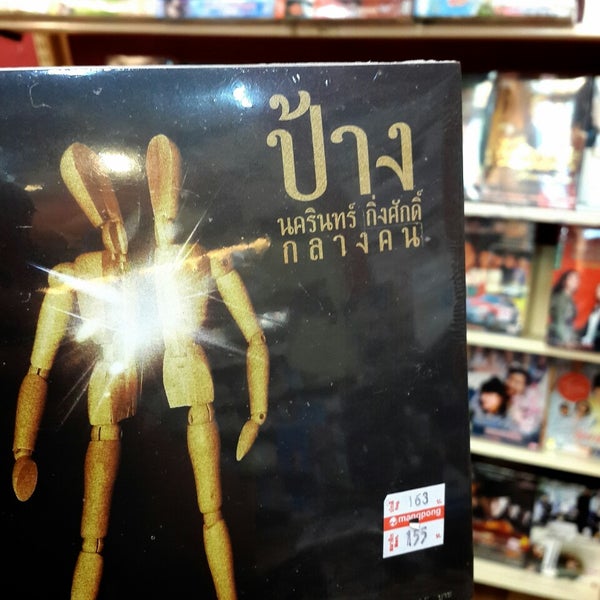 ป้าง
นครินทร์ กิ่งศักดิ์
กลางคน
163
mangpong
155